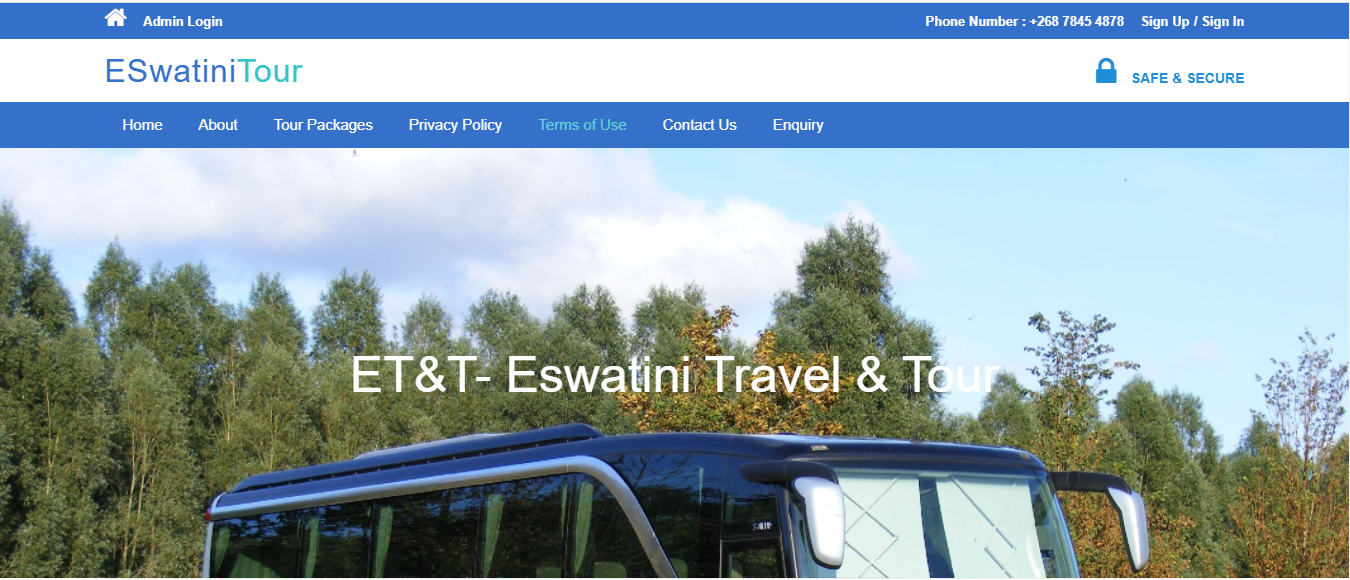 Admin Login
Phone Number : +268 7845 4878
Sign Up / Sign In
ESwatiniTour
SAFE & SECURE
Home About Tour Packages Privacy Policy Terms of Use Contact Us Enquiry
ET&T- Eswatini Travel & Tour